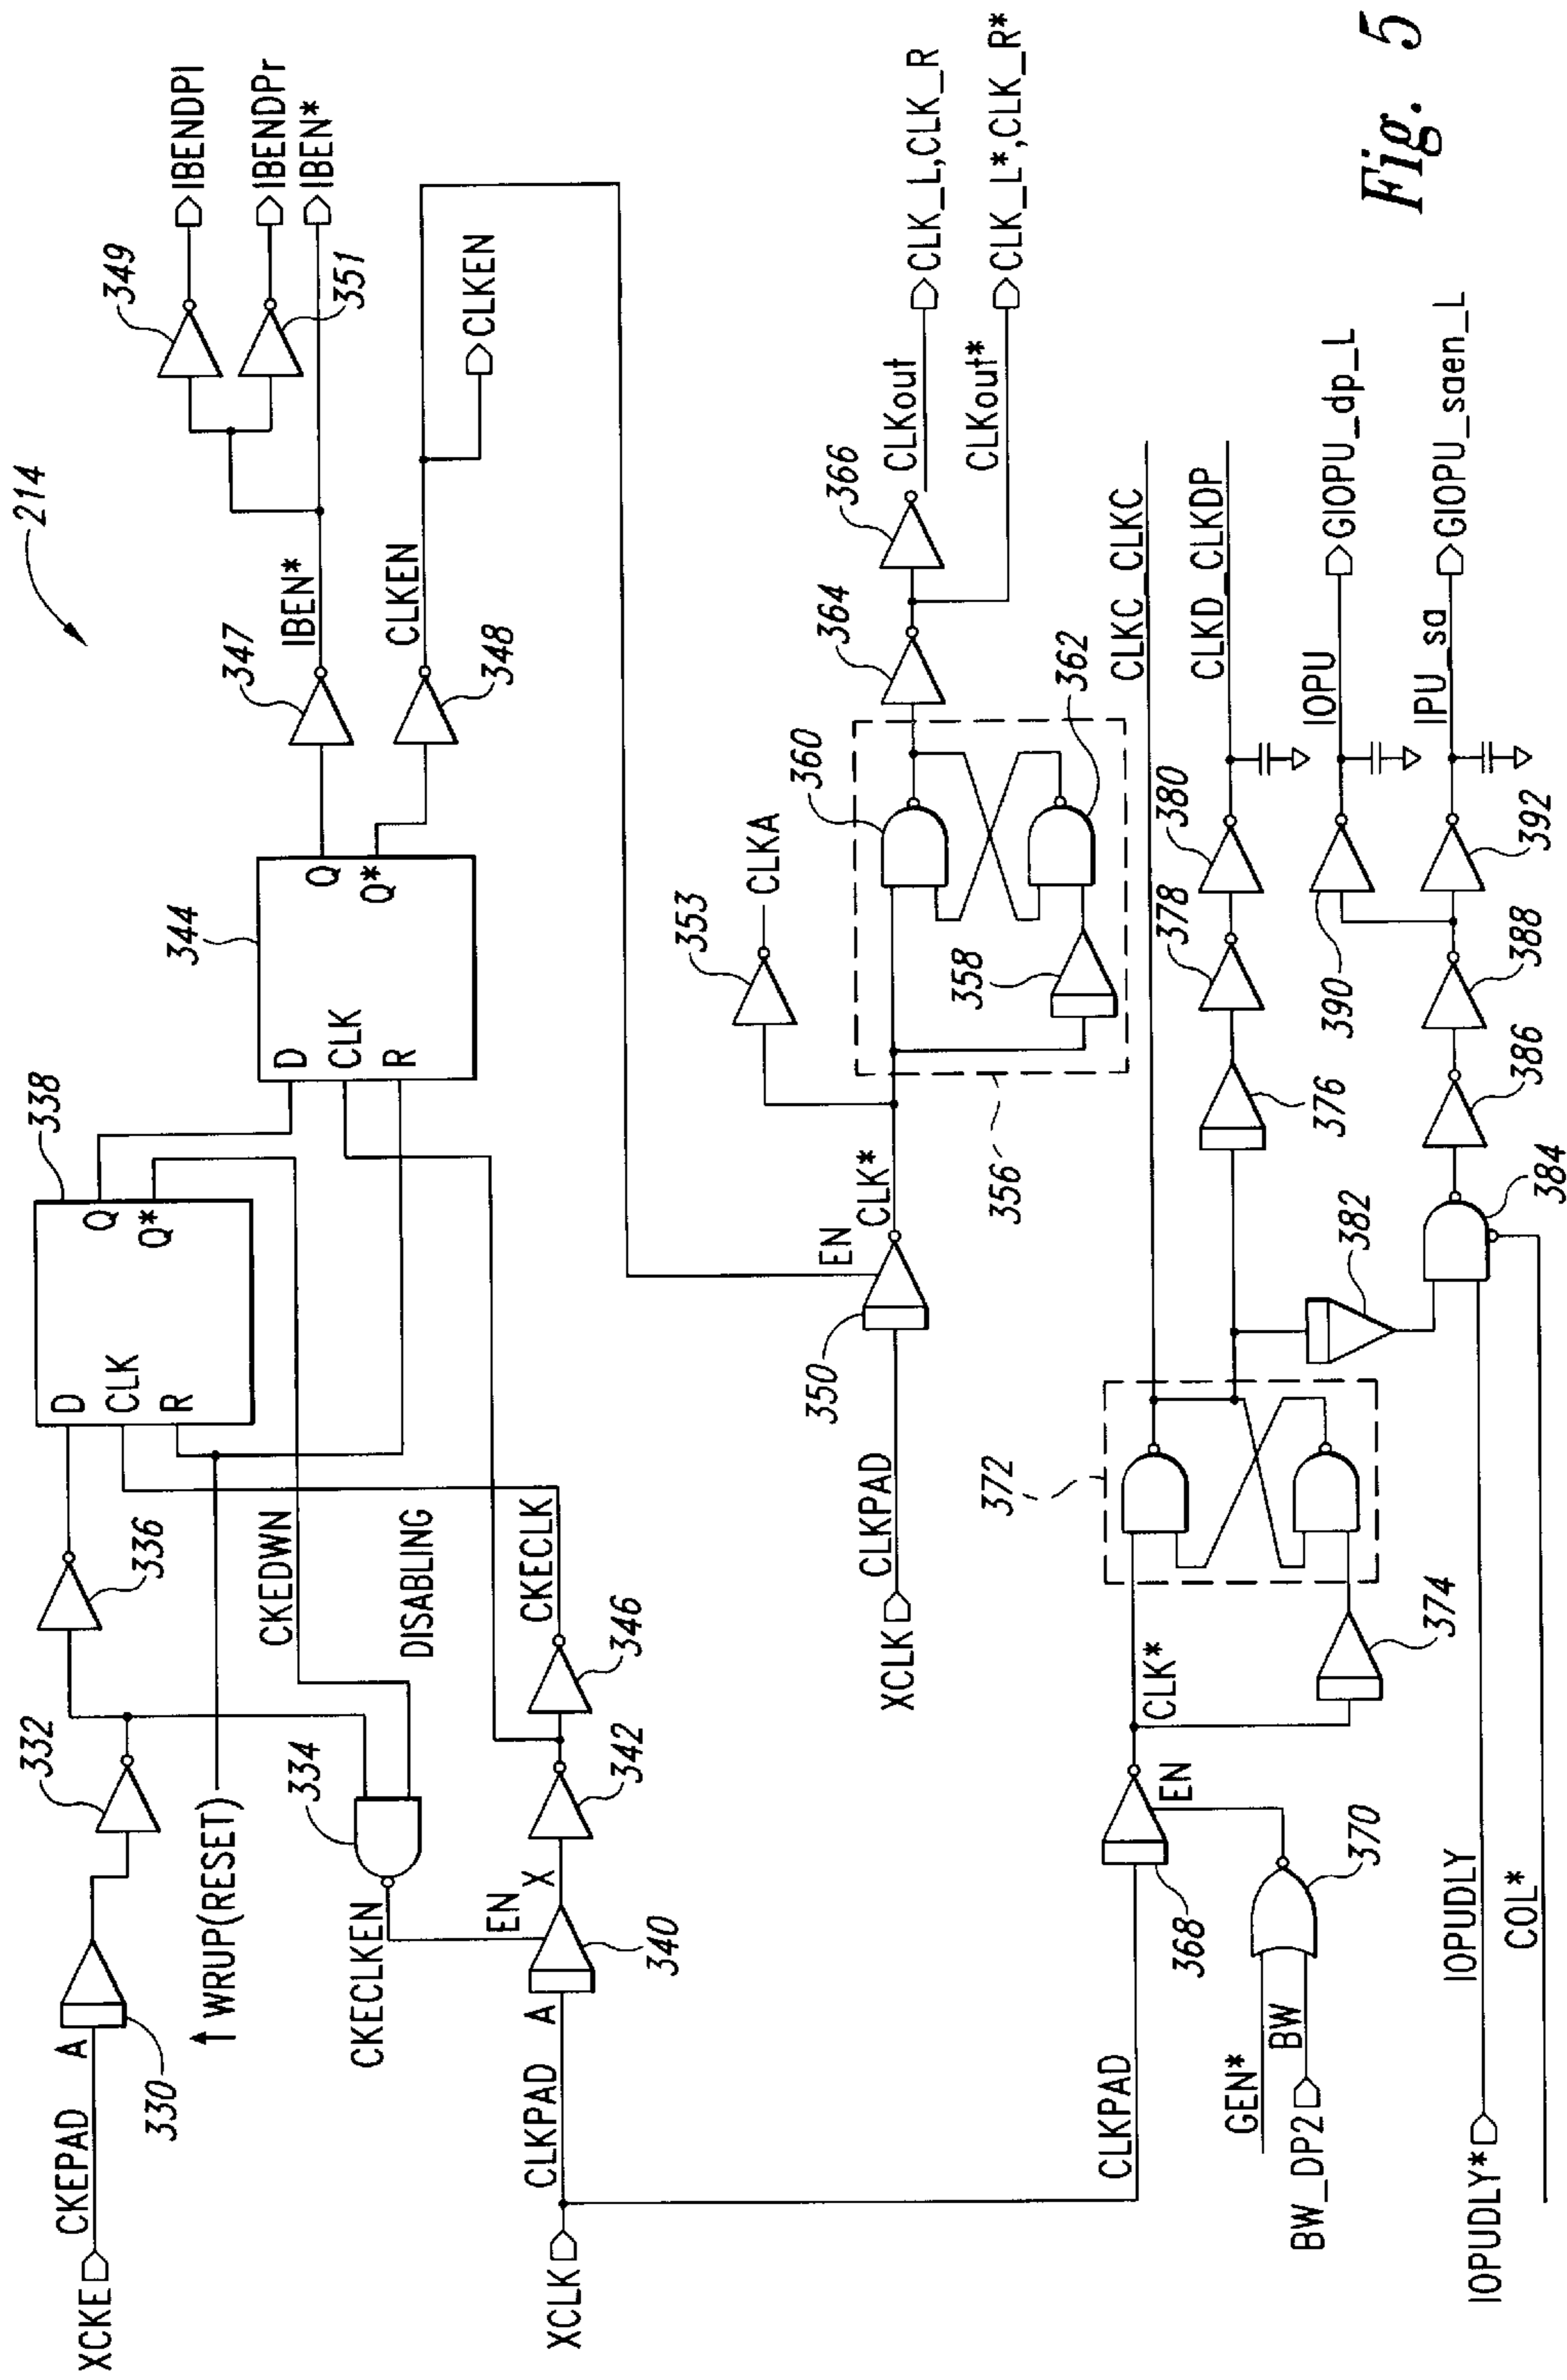 214
XCKE
CKEPAD
A
330
332
336
D
CLK
R
Q
Q*
338
WRUP(RESET)
CKEDWN
DISABLING
334
CKECLKEN
EN
XCLK
CLKPAD
A
340
X
342
346
CKECLK
344
D
CLK
R
Q
Q*
347
IBEN*
348
CLKEN
349
IBENDPl
351
IBENDPr
IBEN*
CLKEN
XCLK
CLKPAD
350
EN
CLK*
353
CLKA
356
358
360
362
364
366
CLKout
CLK_L,CLK_R
CLKout*
CLK_L*,CLK_R*
CLKPAD
368
EN
GEN*
BW
BW_DP2
370
CLK*
372
374
CLKC_CLKC
376
378
380
CLKD_CLKDP
382
IOPUDLY*
IOPUDLY
COL*
384
386
388
390
IOPU
GIOPU_dp_L
392
IPU_sa
GIOPU_saen_L
Fig. 5